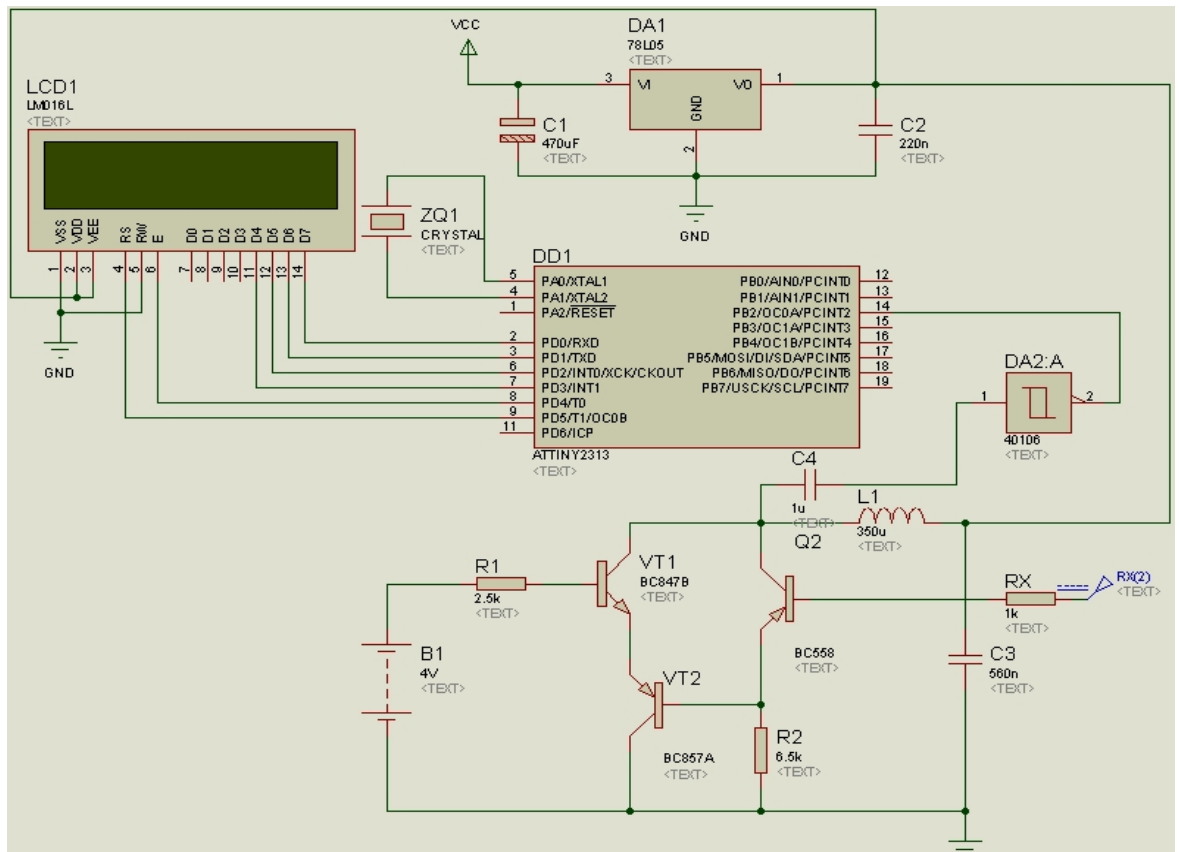 VCC
DA1
78L05
<TEXT>
3 VI VO 1
GND
2
C1
470uF
<TEXT>
C2
220n
<TEXT>
GND
LCD1
LM016L
<TEXT>
VSS VDD VEE RS RW E D0 D1 D2 D3 D4 D5 D6 D7
1 2 3 4 5 6 7 8 9 10 11 12 13 14
GND
ZQ1
CRYSTAL
<TEXT>
DD1
5 PA0/XTAL1 PB0/AIN0/PCINT0 12
4 PA1/XTAL2 PB1/AIN1/PCINT1 13
1 PA2/RESET PB2/OC0A/PCINT2 14
PB3/OC1A/PCINT3 15
2 PD0/RXD PB4/OC1B/PCINT4 16
3 PD1/TXD PB5/MOSI/DI/SDA/PCINT5 17
6 PD2/INT0/XCK/CKOUT PB6/MISO/DO/PCINT6 18
7 PD3/INT1 PB7/USCK/SCL/PCINT7 19
8 PD4/T0
9 PD5/T1/OC0B
11 PD6/ICP
ATTINY2313
<TEXT>
DA2:A
1 2
40106
<TEXT>
C4
1u
<TEXT>
L1
350u
<TEXT>
Q2
BC558
<TEXT>
R1
2.5k
<TEXT>
VT1
BC847B
<TEXT>
RX
1k
<TEXT>
RX(2)
<TEXT>
B1
4V
<TEXT>
VT2
BC857A
<TEXT>
R2
6.5k
<TEXT>
C3
560n
<TEXT>